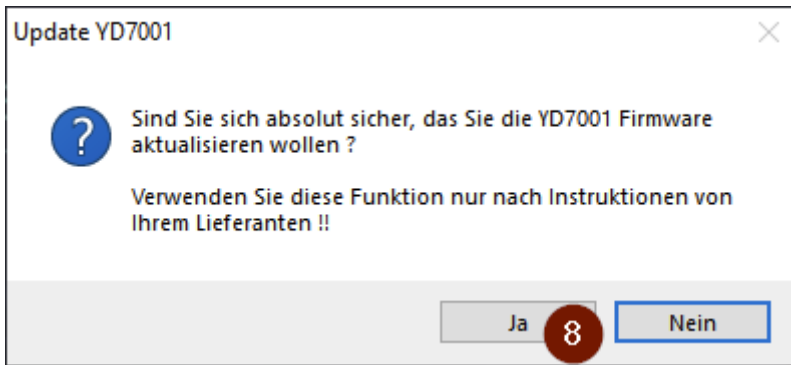 Update YD7001
?
Sind Sie sich absolut sicher, das Sie die YD7001 Firmware
aktualisieren wollen ?
Verwenden Sie diese Funktion nur nach Instruktionen von
Ihrem Lieferanten !!
Ja 8 Nein